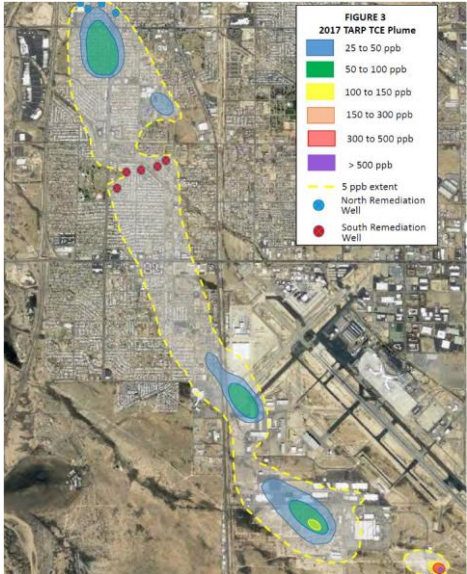 FIGURE 3
2017 TARP TCE Plume
25 to 50 ppb
50 to 100 ppb
100 to 150 ppb
150 to 300 ppb
300 to 500 ppb
> 500 ppb
5 ppb extent
North Remediation
Well
South Remediation
Well